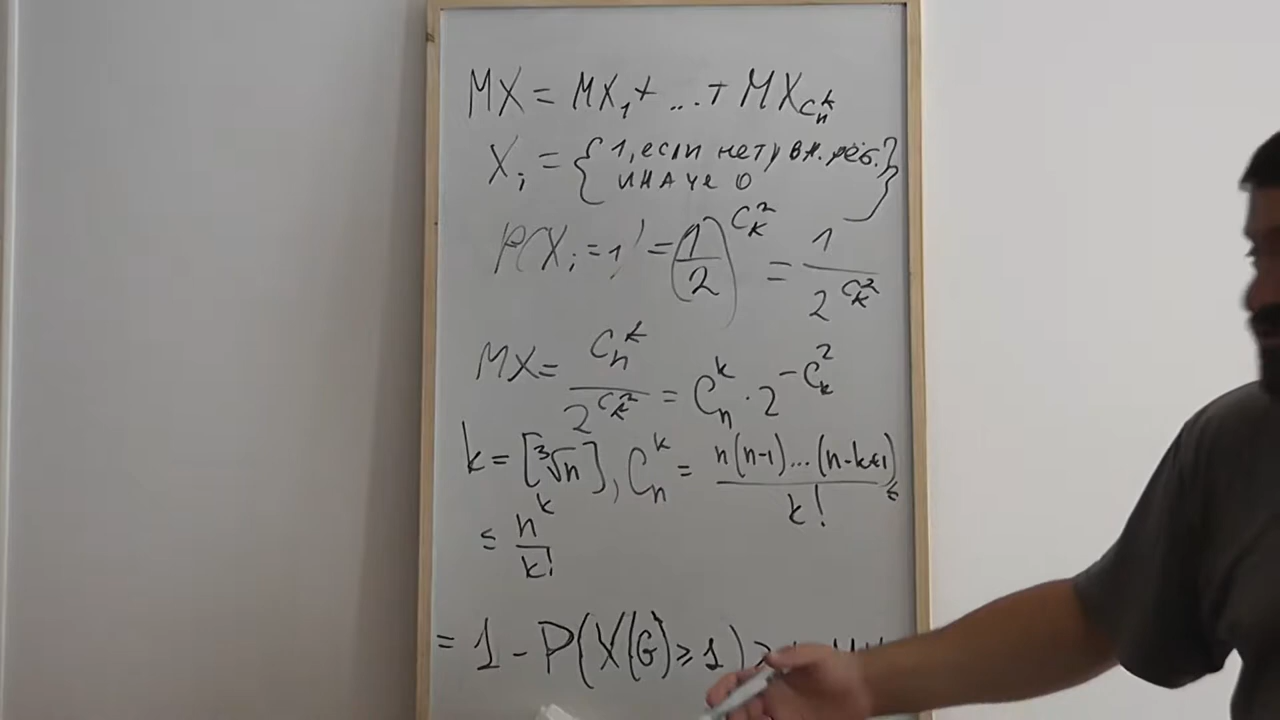 MX = MX₁ + ... + MX_{C_n^k}
X_i = { 1, если нету вн. рёб. }
иначе 0
P(X_i = 1) = (1/2)^{C_k^2} = 1/2^{C_k^2}
MX = C_n^k/2^{C_k^2} = C_n^k · 2^{-C_k^2}
k = [∛n], C_n^k = n(n-1)...(n-k+1)/k! ≤
≤ n^k/k!
= 1 - P(X(G) ≥ 1) ≥